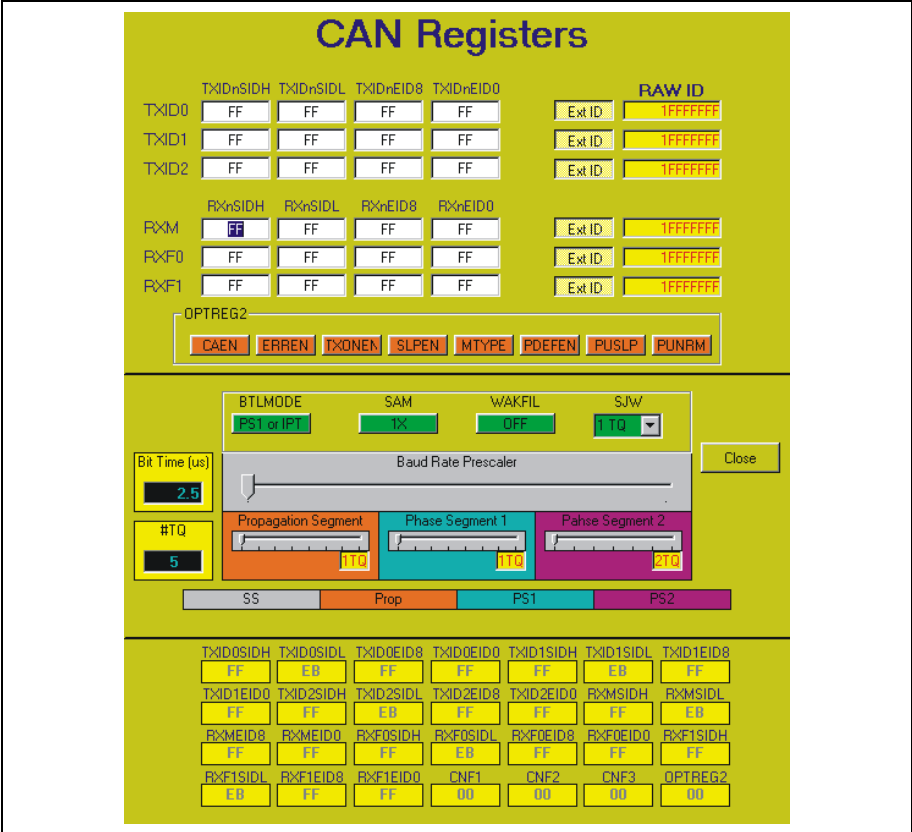 CAN Registers
TXIDnSIDH TXIDnSIDL TXIDnEID8 TXIDnEID0 RAW ID
TXID0 FF FF FF FF Ext ID 1FFFFFFF
TXID1 FF FF FF FF Ext ID 1FFFFFFF
TXID2 FF FF FF FF Ext ID 1FFFFFFF
RXnSIDH RXnSIDL RXnEID8 RXnEID0
RXM FF FF FF FF Ext ID 1FFFFFFF
RXF0 FF FF FF FF Ext ID 1FFFFFFF
RXF1 FF FF FF FF Ext ID 1FFFFFFF
OPTREG2
CAEN ERREN TXONEN SLPEN MTYPE PDEFEN PUSLP PUNRM
BTLMODE SAM WAKFIL SJW
PS1 or IPT 1X OFF 1 TQ
Close
Bit Time (us) Baud Rate Prescaler
2.5
#TQ Propagation Segment Phase Segment 1 Pahse Segment 2
5 1TQ 1TQ 2TQ
SS Prop PS1 PS2
TXID0SIDH TXID0SIDL TXID0EID8 TXID0EID0 TXID1SIDH TXID1SIDL TXID1EID8
FF EB FF FF FF EB FF
TXID1EID0 TXID2SIDH TXID2SIDL TXID2EID8 TXID2EID0 RXMSIDH RXMSIDL
FF FF EB FF FF FF EB
RXMEID8 RXMEID0 RXF0SIDH RXF0SIDL RXF0EID8 RXF0EID0 RXF1SIDH
FF FF FF EB FF FF FF
RXF1SIDL RXF1EID8 RXF1EID0 CNF1 CNF2 CNF3 OPTREG2
EB FF FF 00 00 00 00